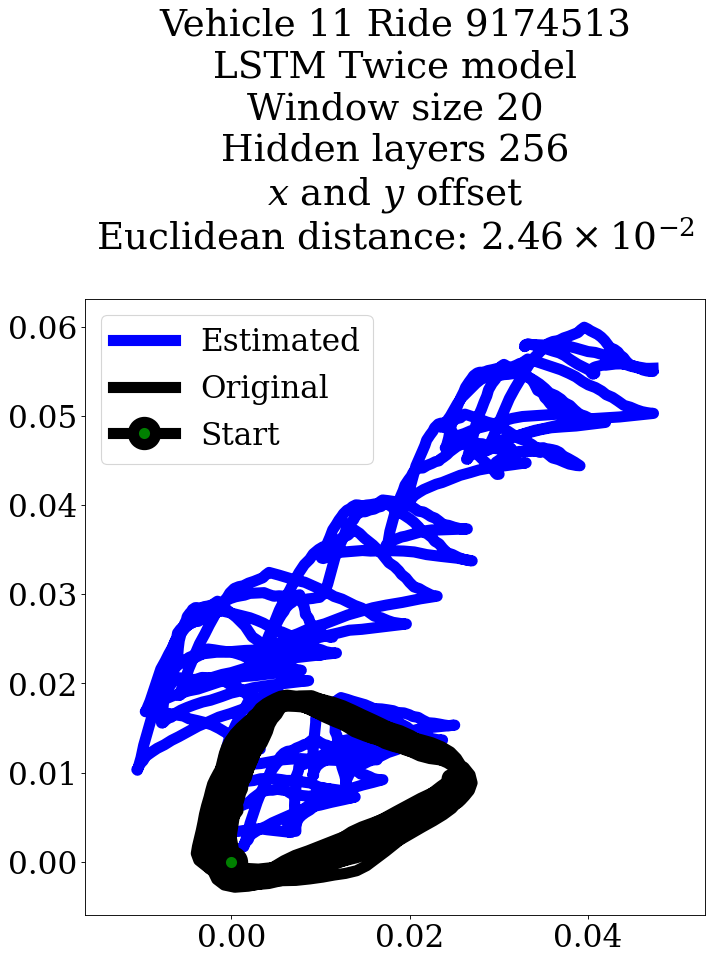 Vehicle 11 Ride 9174513
LSTM Twice model
Window size 20
Hidden layers 256
x and y offset
Euclidean distance: 2.46 × 10⁻²
Estimated
Original
Start
0.06
0.05
0.04
0.03
0.02
0.01
0.00
0.00 0.02 0.04